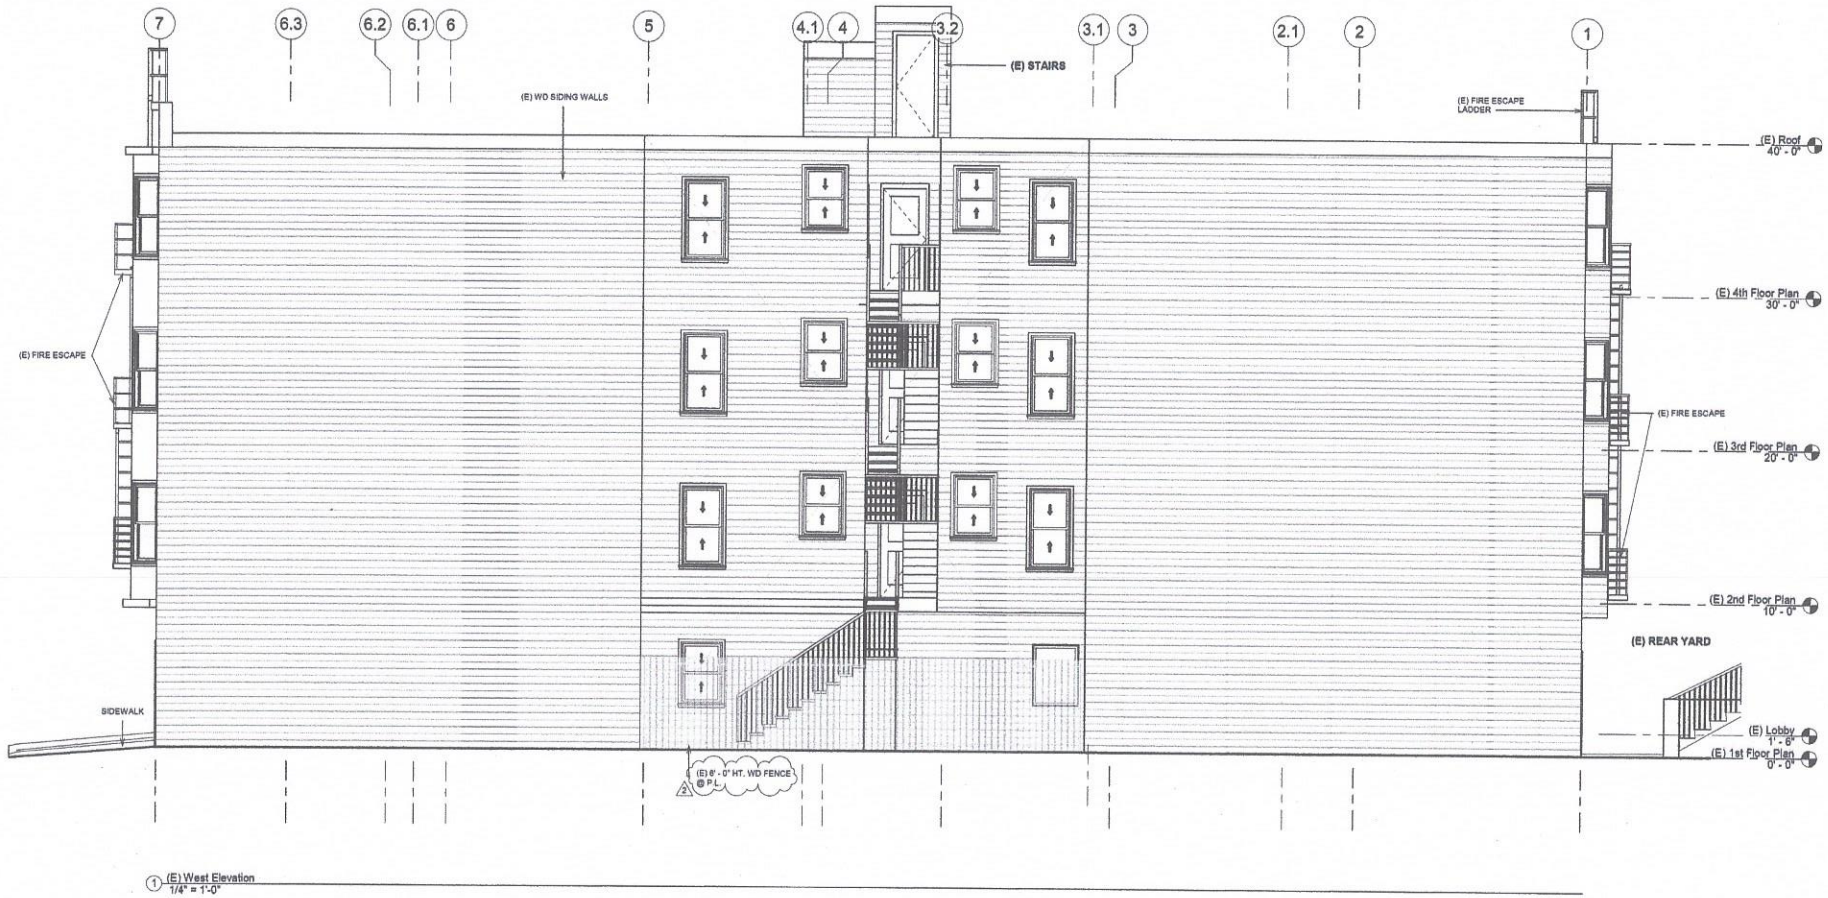 7
6.3
6.2
6.1
6
5
4.1
4
3.2
3.1
3
2.1
2
1
(E) STAIRS
(E) WD SIDING WALLS
(E) FIRE ESCAPE
LADDER
(E) Roof
40' - 0"
(E) 4th Floor Plan
30' - 0"
(E) FIRE ESCAPE
(E) FIRE ESCAPE
(E) 3rd Floor Plan
20' - 0"
(E) 2nd Floor Plan
10' - 0"
(E) REAR YARD
SIDEWALK
(E) Lobby
1' - 6"
(E) 1st Floor Plan
0' - 0"
(E) 6' - 0" HT. WD FENCE
@ P.L.
2
1
(E) West Elevation
1/4" = 1'-0"